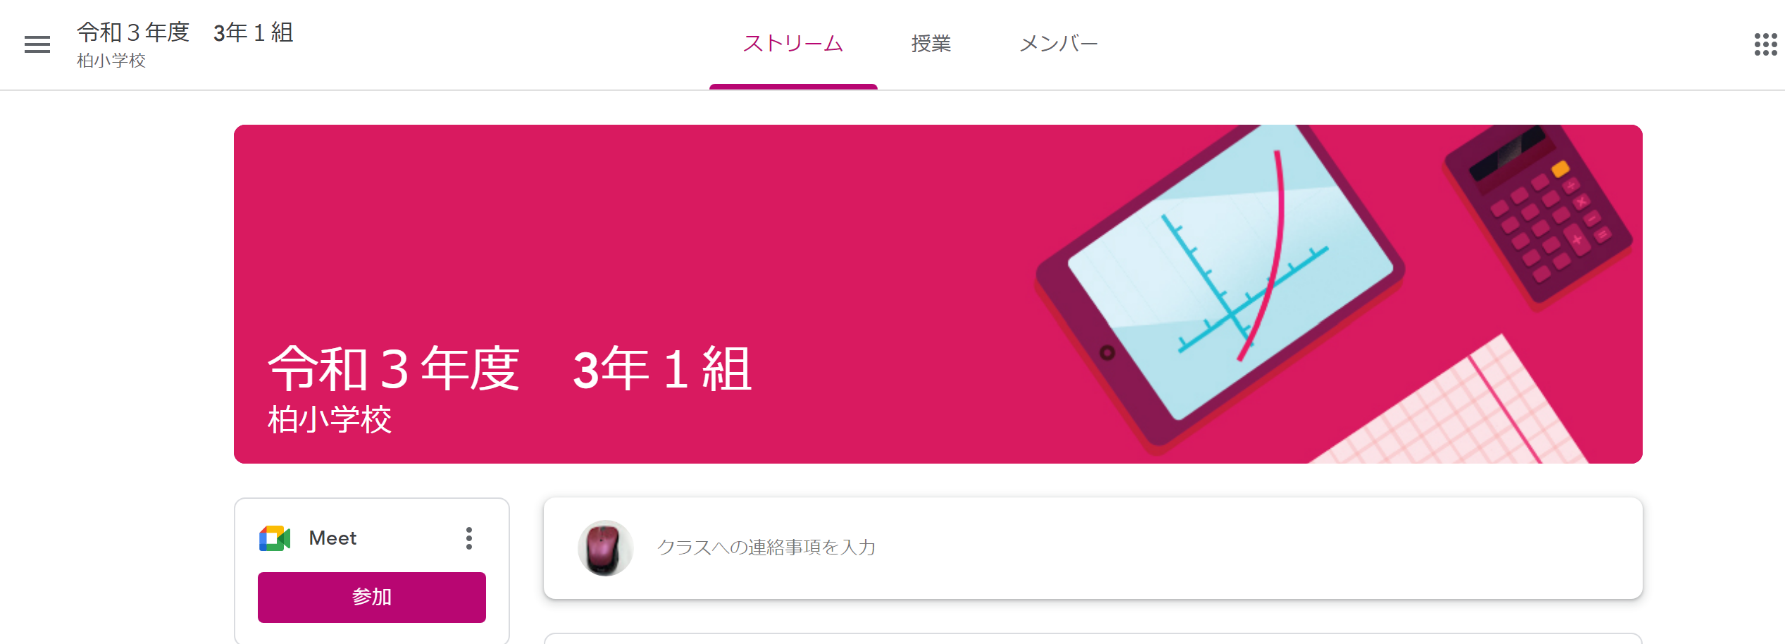 令和３年度　3年１組
柏小学校
ストリーム
授業
メンバー
令和３年度　3年１組
柏小学校
Meet
参加
クラスへの連絡事項を入力